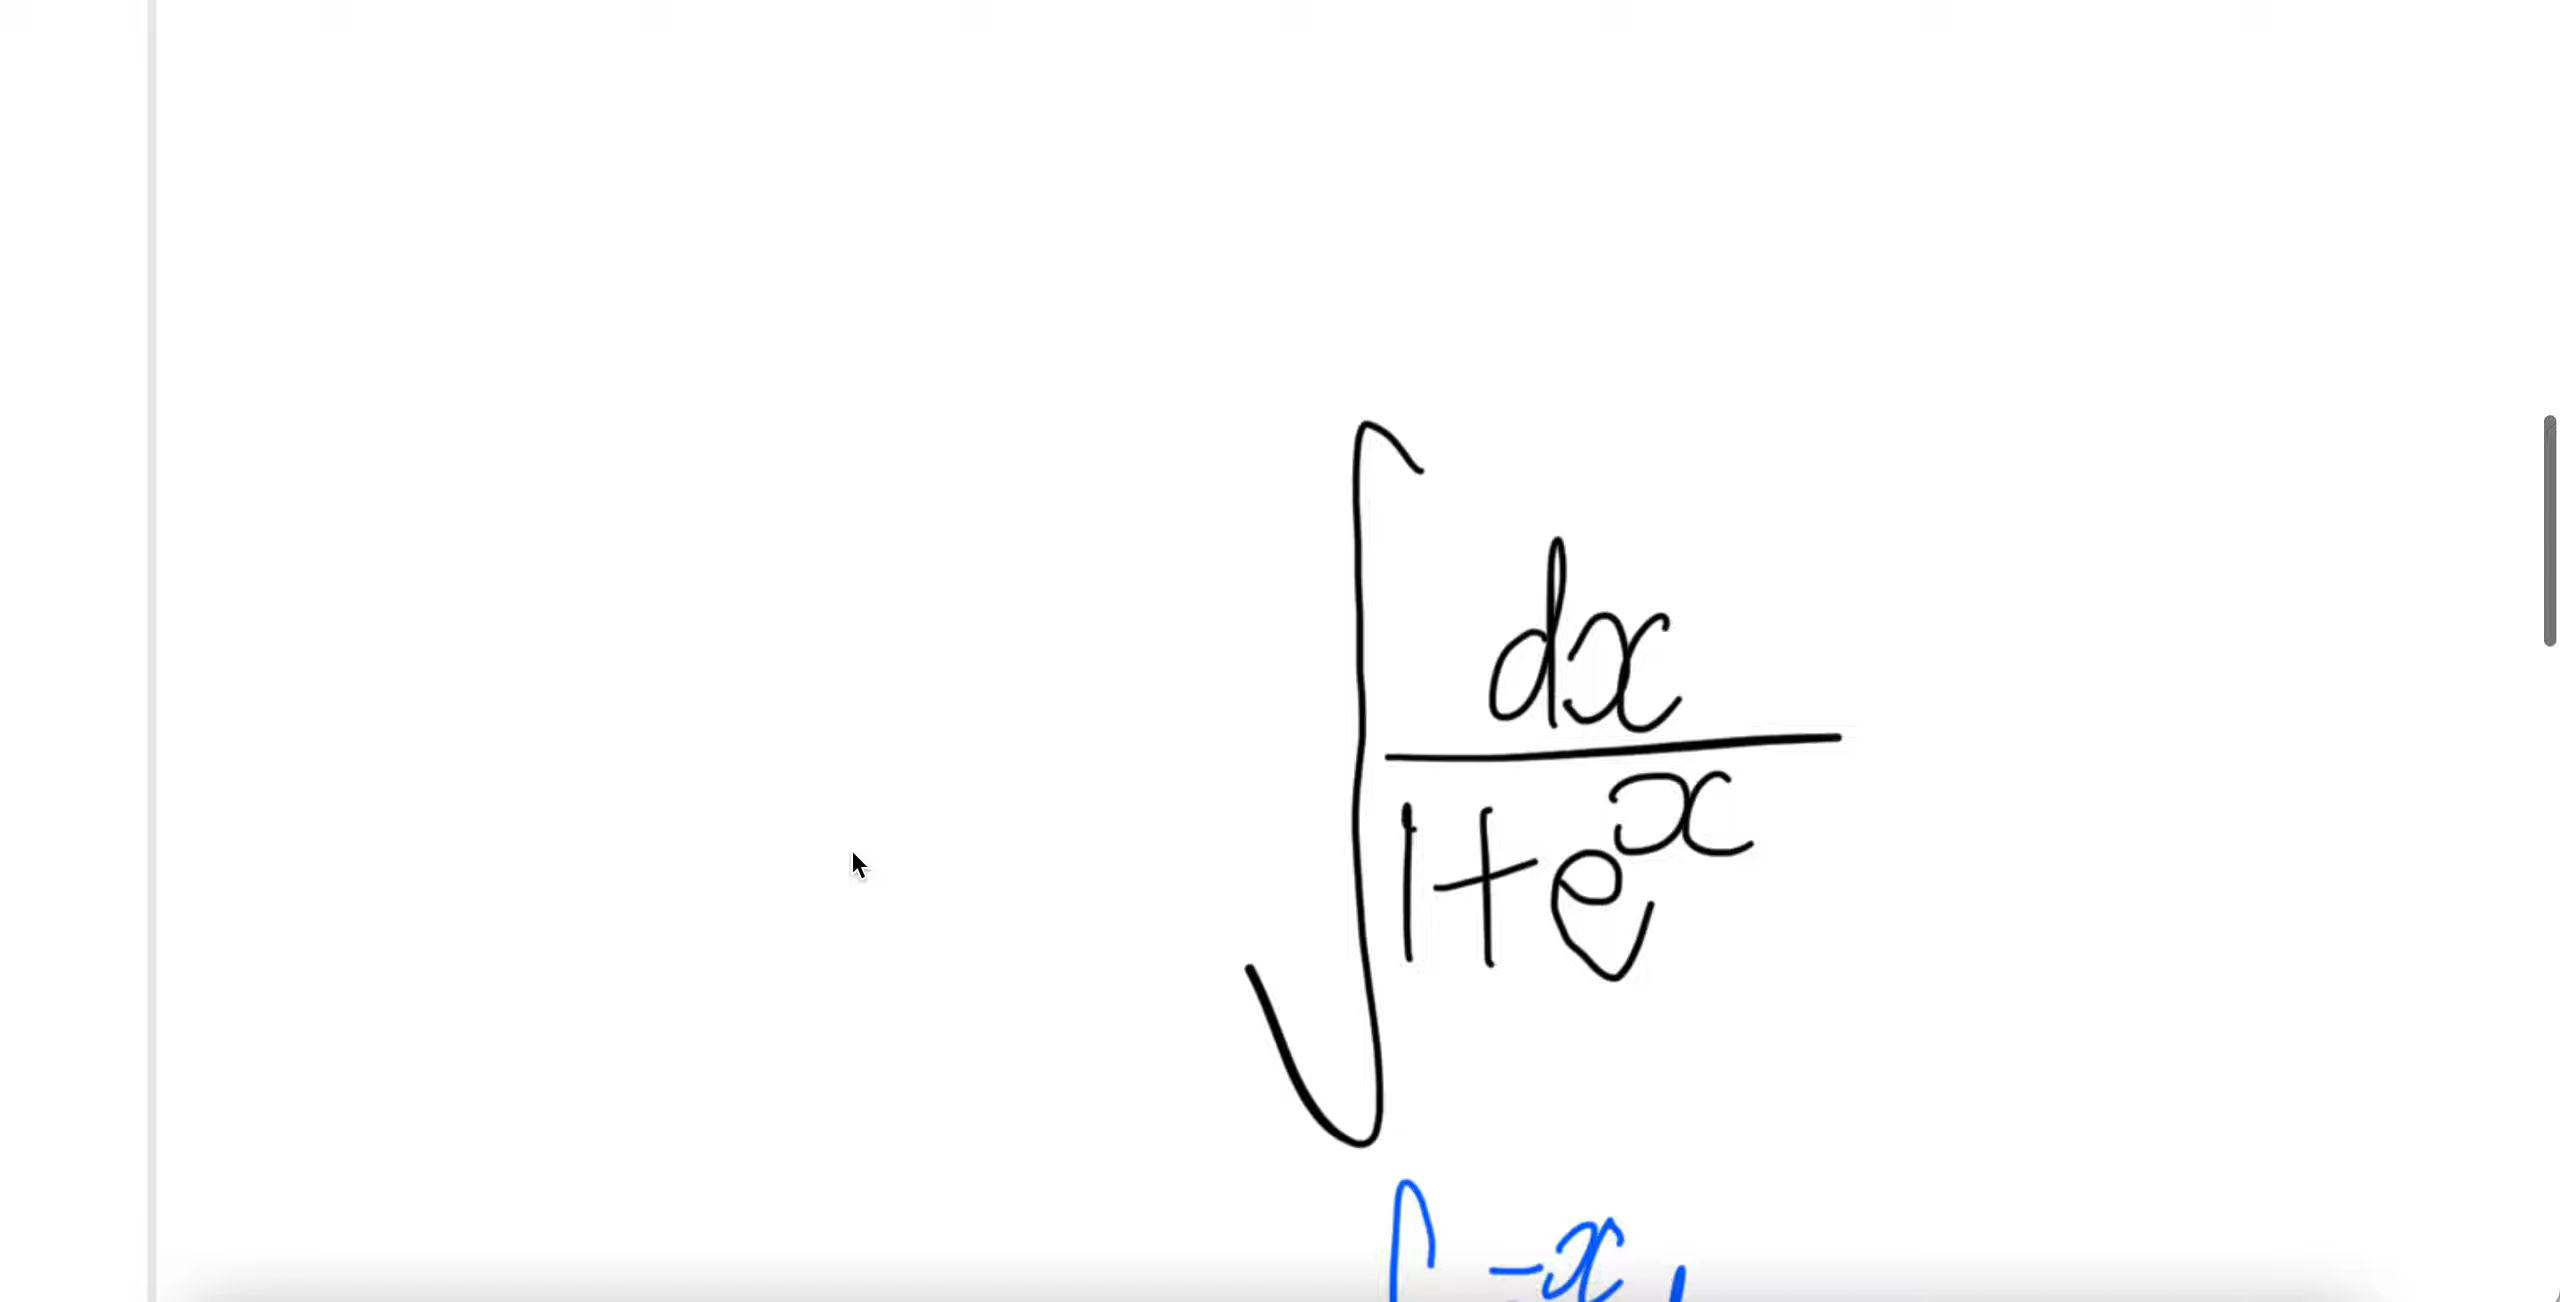 ∫ dx
1+e^x
∫ -x